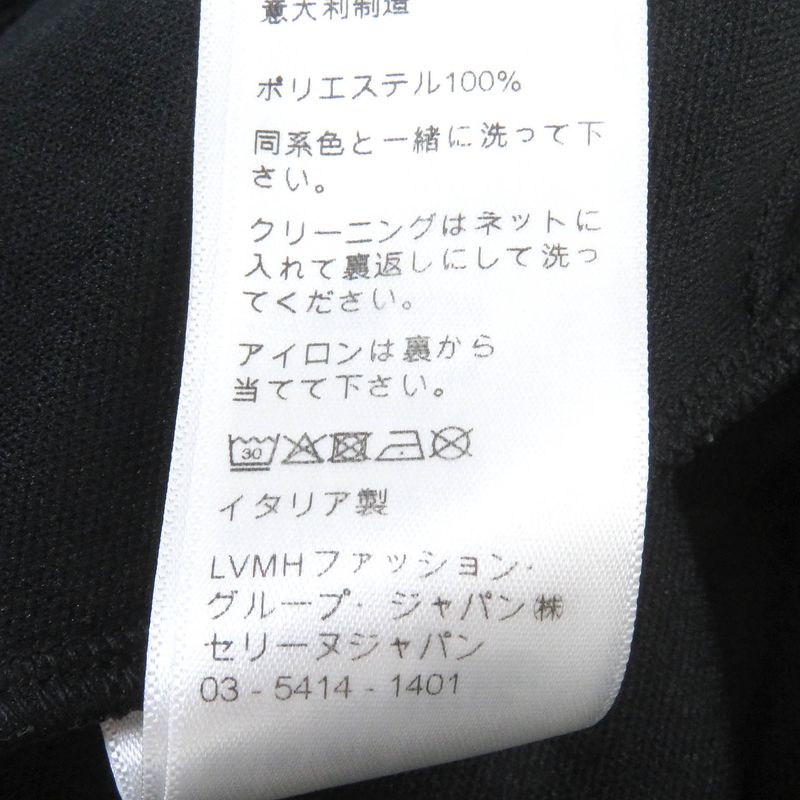 意大利制造
ポリエステル100%
同系色と一緒に洗って下
さい。
クリーニングはネットに
入れて裏返しにして洗っ
てください。
アイロンは裏から
当てて下さい。
30
イタリア製
LVMHファッション・
グループ・ジャパン㈱
セリーヌジャパン
03 - 5414 - 1401